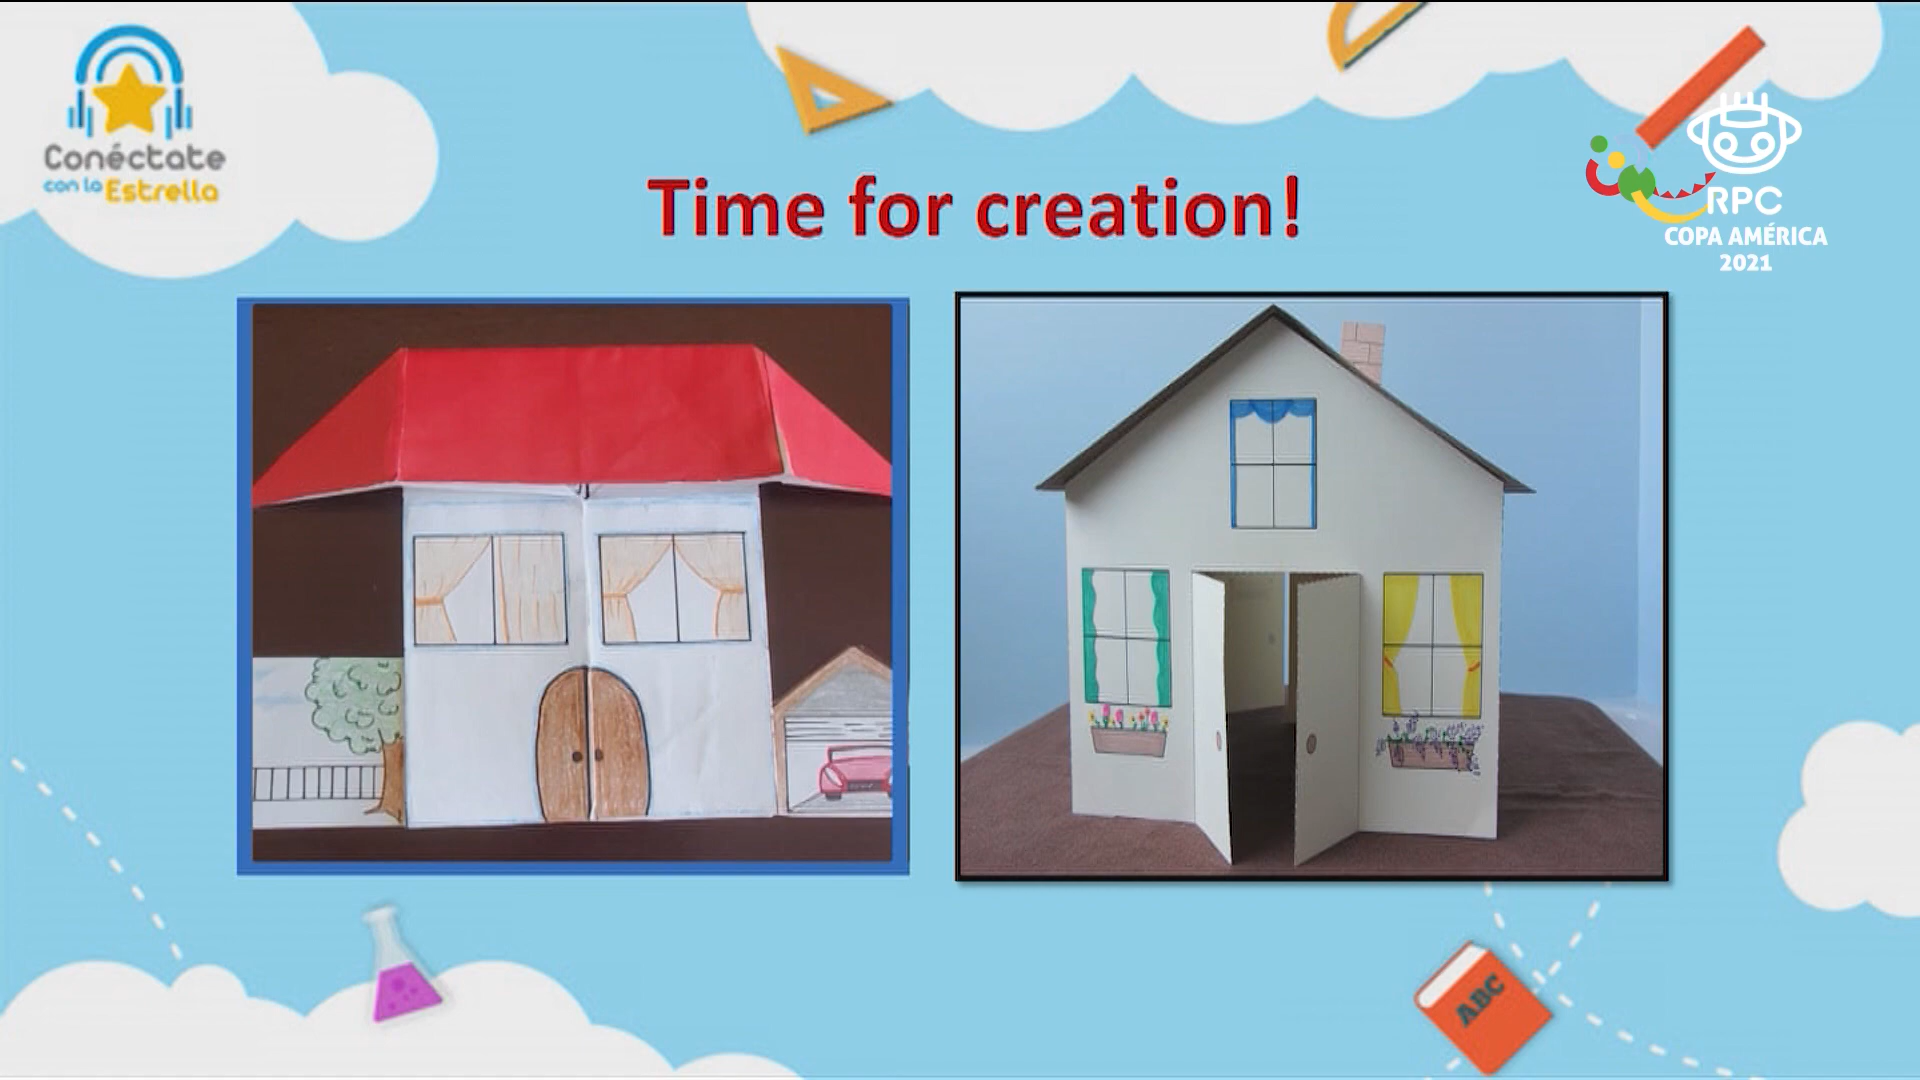 Conéctate
con la Estrella
Time for creation!
RPC
COPA AMÉRICA
2021
ABC